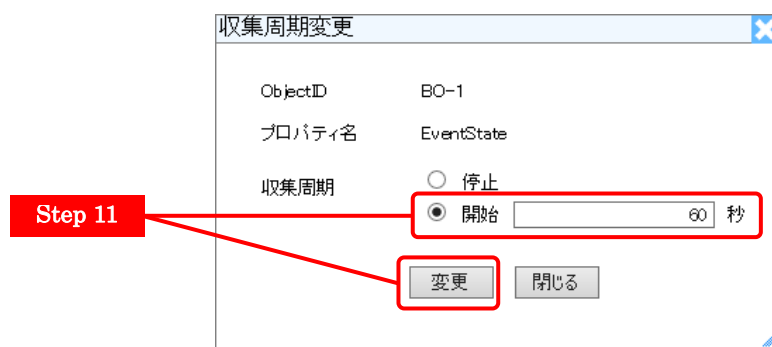 収集周期変更
ObjectID BO-1
プロパティ名 EventState
収集周期 停止
開始 60 秒
Step 11
変更 閉じる